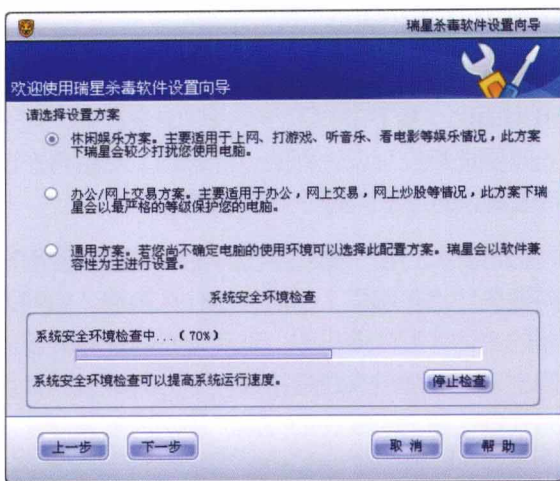 瑞星杀毒软件设置向导
欢迎使用瑞星杀毒软件设置向导
请选择设置方案
休闲娱乐方案。主要适用于上网、打游戏、听音乐、看电影等娱乐情况，此方案
下瑞星会较少打扰您使用电脑。
办公/网上交易方案。主要适用于办公，网上交易，网上炒股等情况，此方案下瑞
星会以最严格的等级保护您的电脑。
通用方案。若您尚不确定电脑的使用环境可以选择此配置方案。瑞星会以软件兼
容性为主进行设置。
系统安全环境检查
系统安全环境检查中...（70%）
系统安全环境检查可以提高系统运行速度。
停止检查
上一步 下一步 取消 帮助